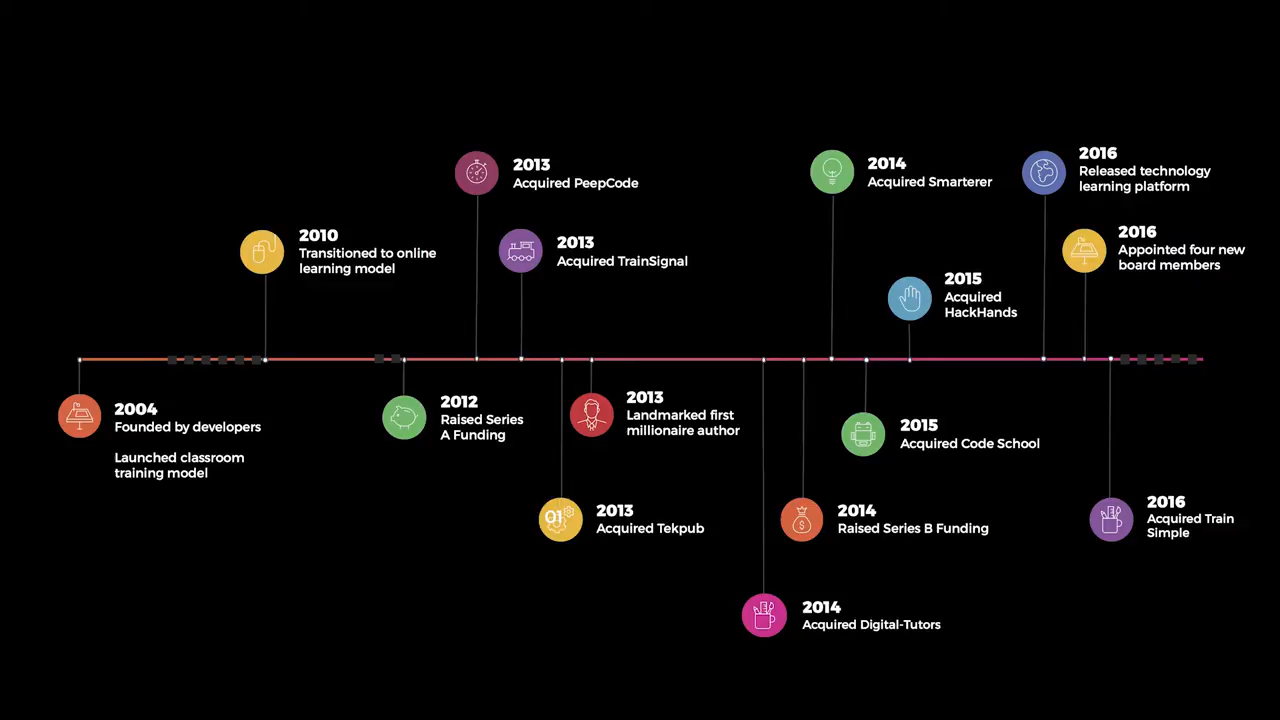 2004
Founded by developers
Launched classroom
training model
2010
Transitioned to online
learning model
2012
Raised Series
A Funding
2013
Acquired PeepCode
2013
Acquired TrainSignal
01
2013
Acquired Tekpub
2013
Landmarked first
millionaire author
2014
Acquired Digital-Tutors
$
2014
Raised Series B Funding
2014
Acquired Smarterer
2015
Acquired Code School
2015
Acquired
HackHands
2016
Released technology
learning platform
2016
Appointed four new
board members
2016
Acquired Train
Simple